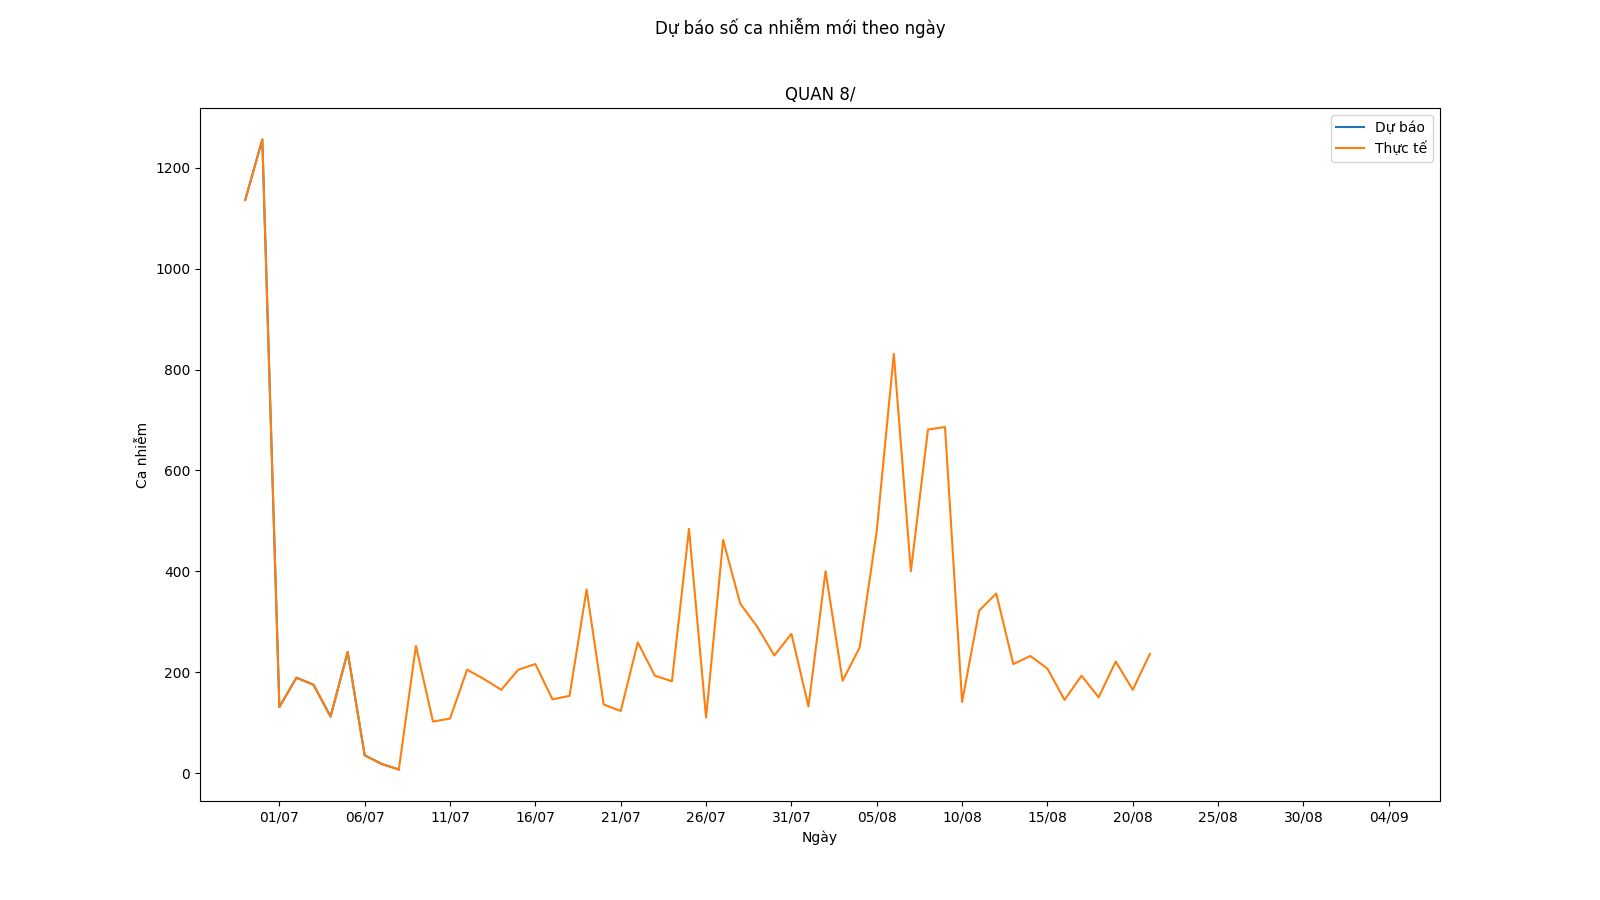 Dự báo số ca nhiễm mới theo ngày
QUAN 8/
Dự báo
Thực tế
1200
1000
800
600
400
200
0
Ca nhiễm
01/07 06/07 11/07 16/07 21/07 26/07 31/07 05/08 10/08 15/08 20/08 25/08 30/08 04/09
Ngày